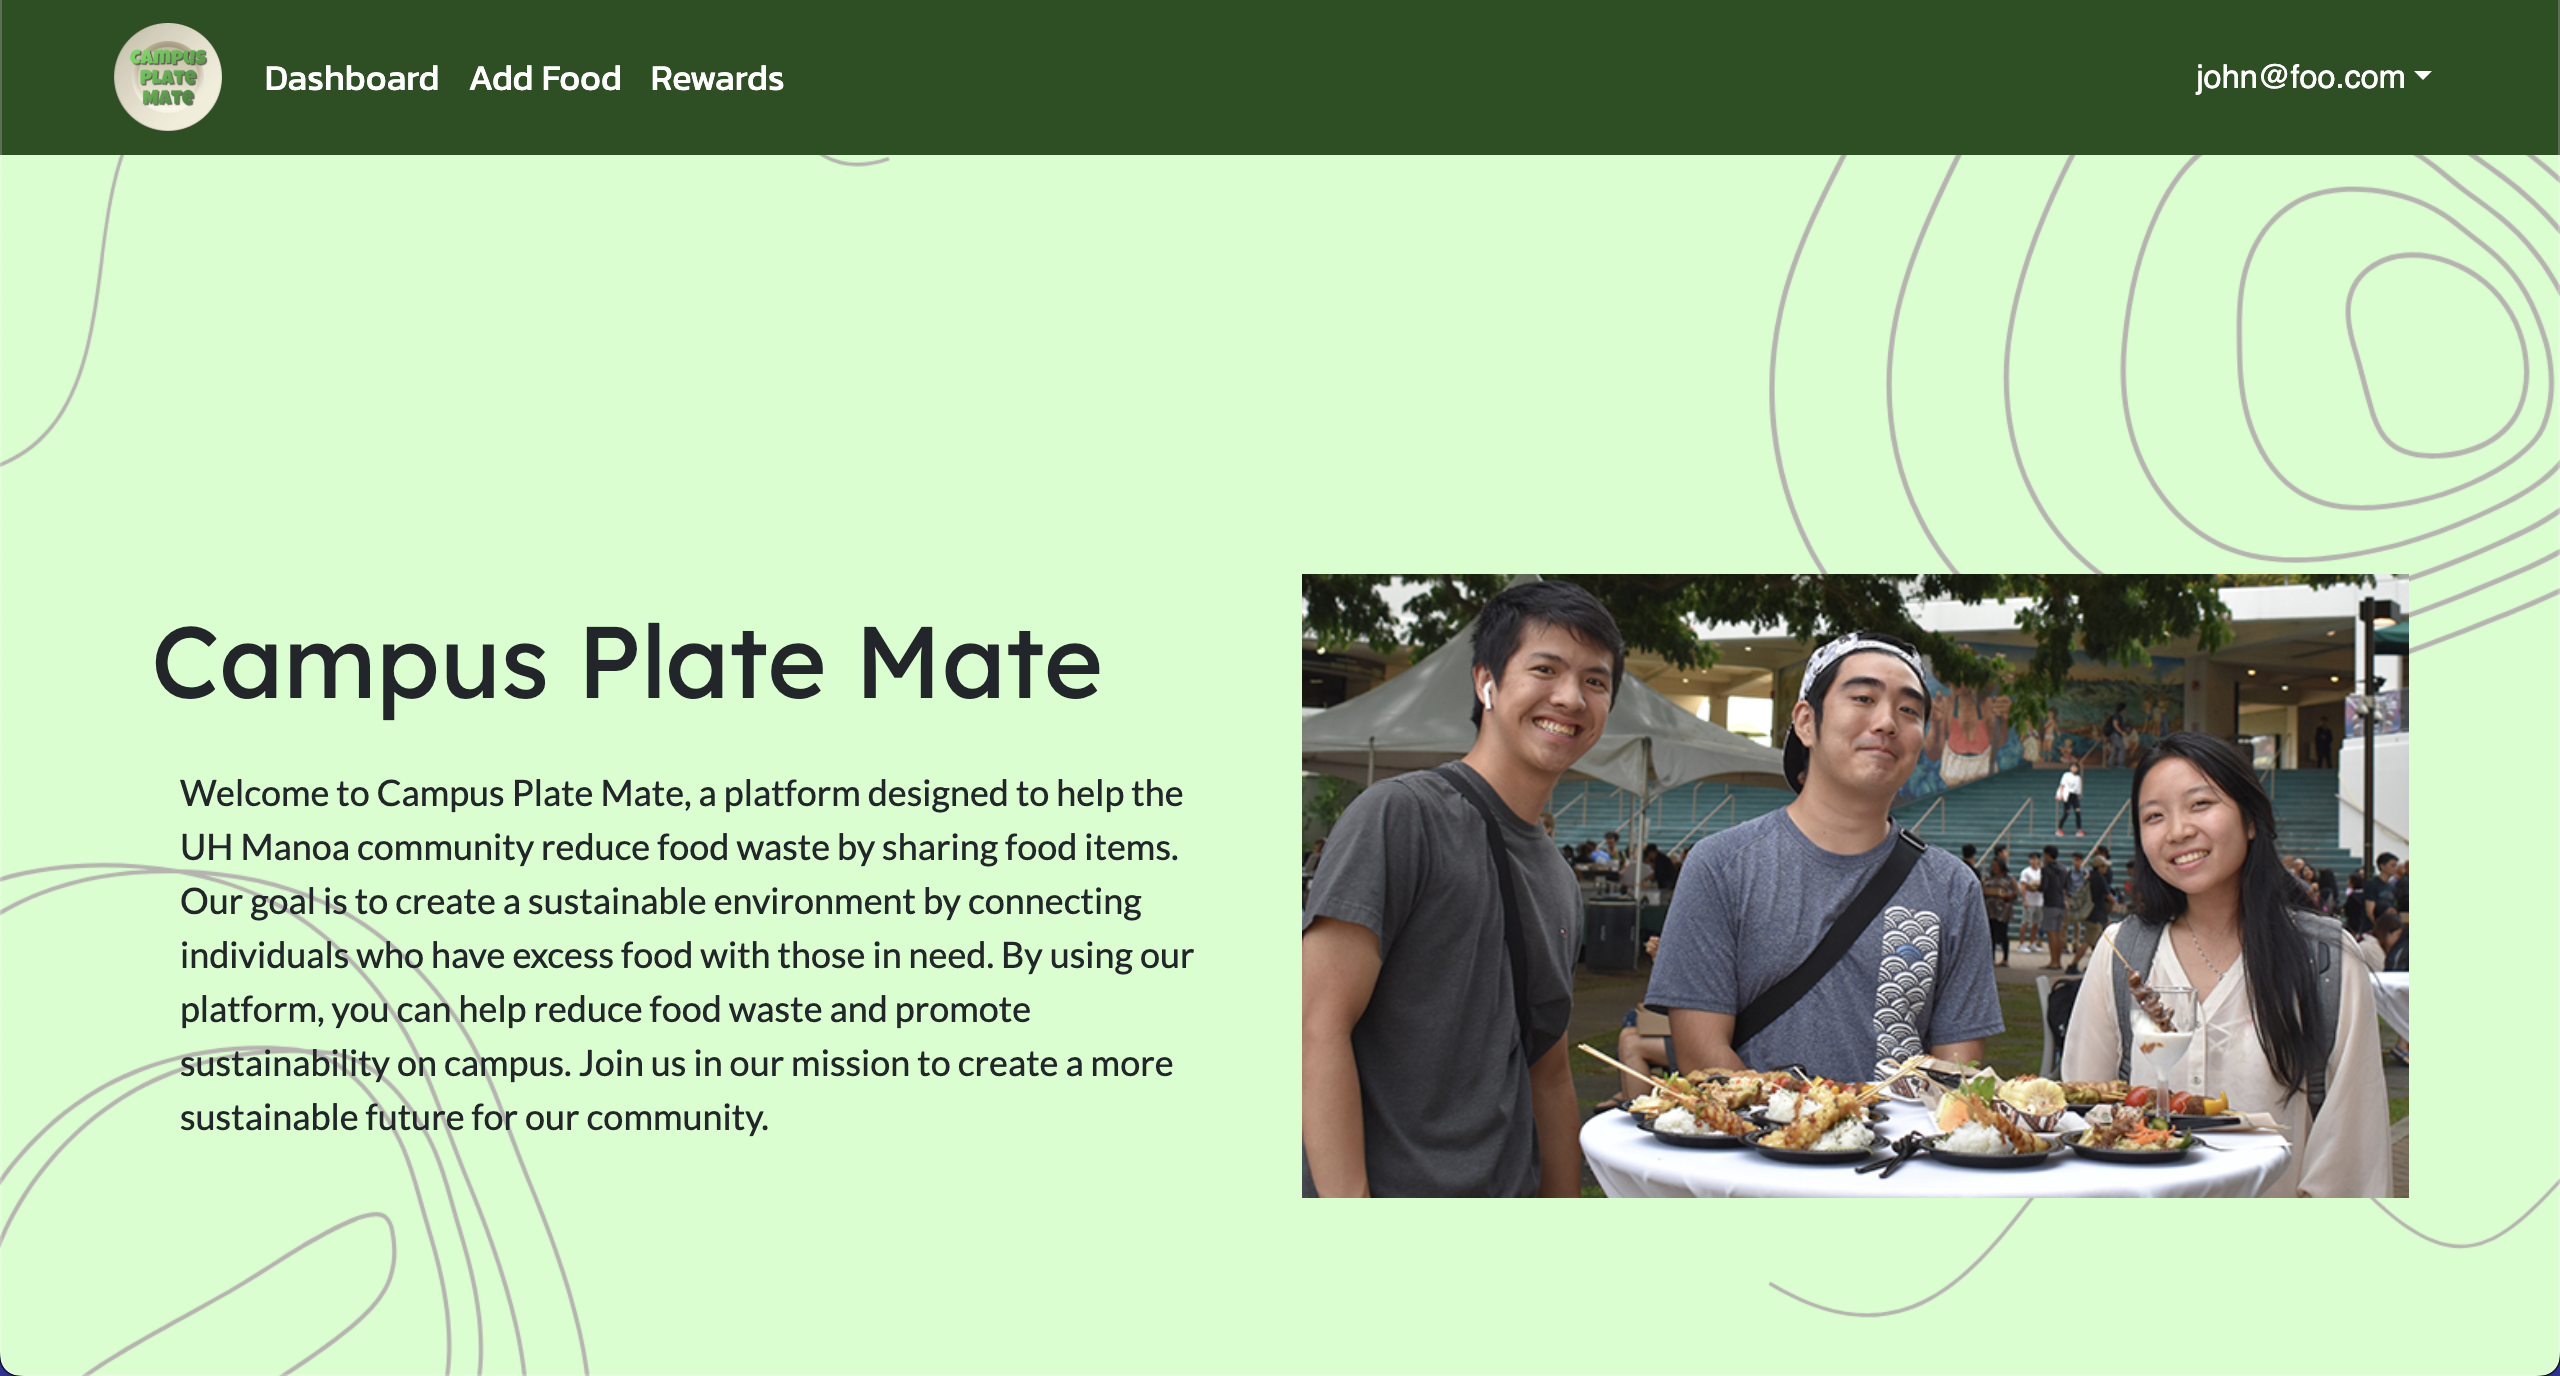 CAMPUS
PLATE
MATE
Dashboard Add Food Rewards
john@foo.com
Campus Plate Mate
Welcome to Campus Plate Mate, a platform designed to help the
UH Manoa community reduce food waste by sharing food items.
Our goal is to create a sustainable environment by connecting
individuals who have excess food with those in need. By using our
platform, you can help reduce food waste and promote
sustainability on campus. Join us in our mission to create a more
sustainable future for our community.